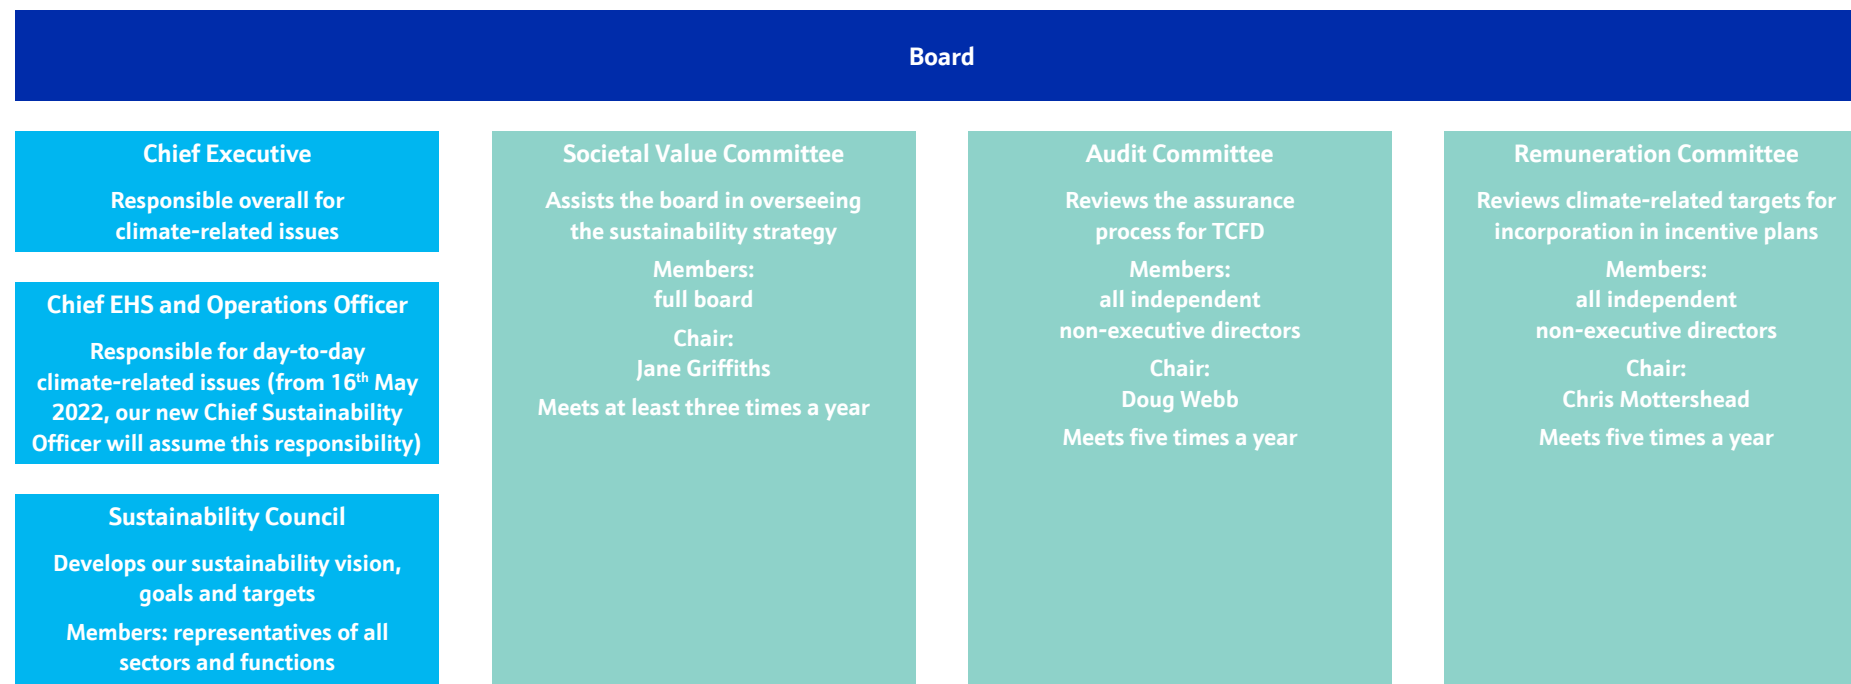 Board
Chief Executive
Responsible overall for
climate-related issues
Chief EHS and Operations Officer
Responsible for day-to-day
climate-related issues (from 16th May
2022, our new Chief Sustainability
Officer will assume this responsibility)
Sustainability Council
Develops our sustainability vision,
goals and targets
Members: representatives of all
sectors and functions
Societal Value Committee
Assists the board in overseeing
the sustainability strategy
Members:
full board
Chair:
Jane Griffiths
Meets at least three times a year
Audit Committee
Reviews the assurance
process for TCFD
Members:
all independent
non-executive directors
Chair:
Doug Webb
Meets five times a year
Remuneration Committee
Reviews climate-related targets for
incorporation in incentive plans
Members:
all independent
non-executive directors
Chair:
Chris Mottershead
Meets five times a year